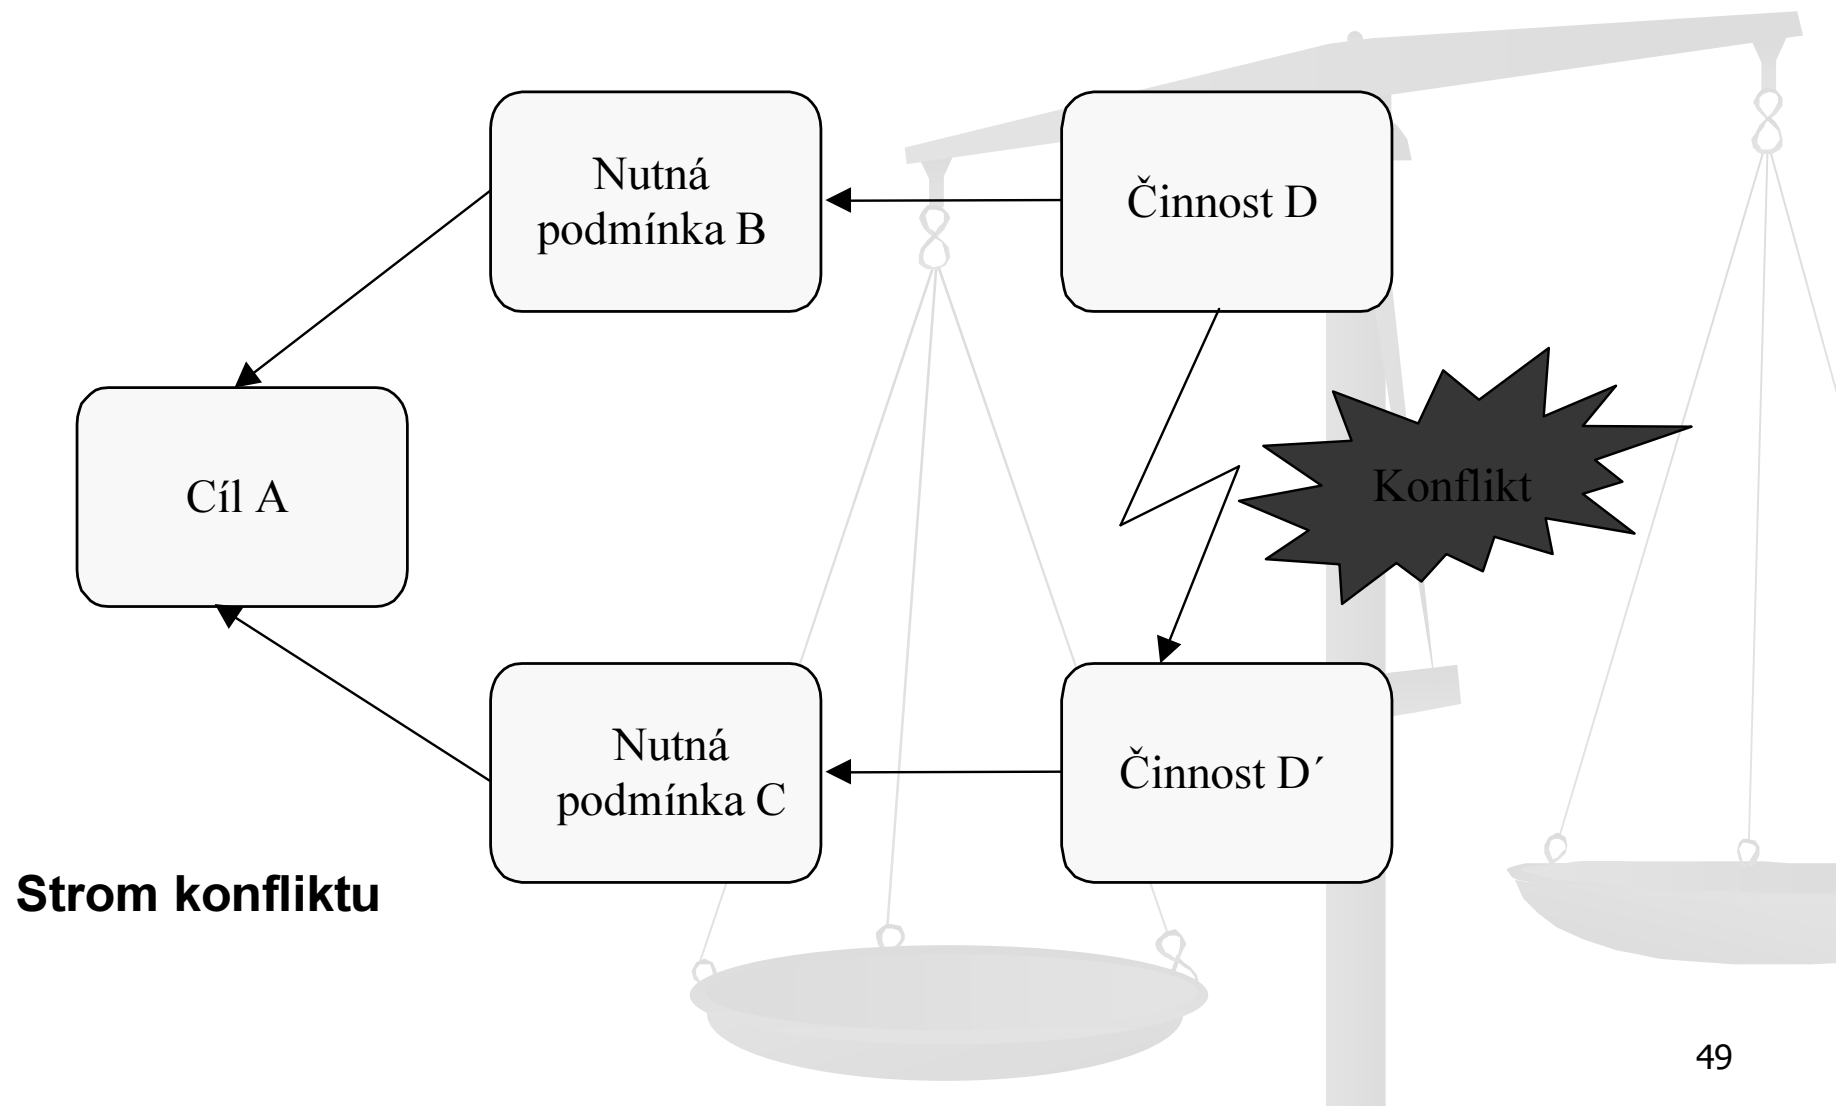 Nutná
podmínka B
Činnost D
Cíl A
Konflikt
Nutná
podmínka C
Činnost D´
Strom konfliktu
49